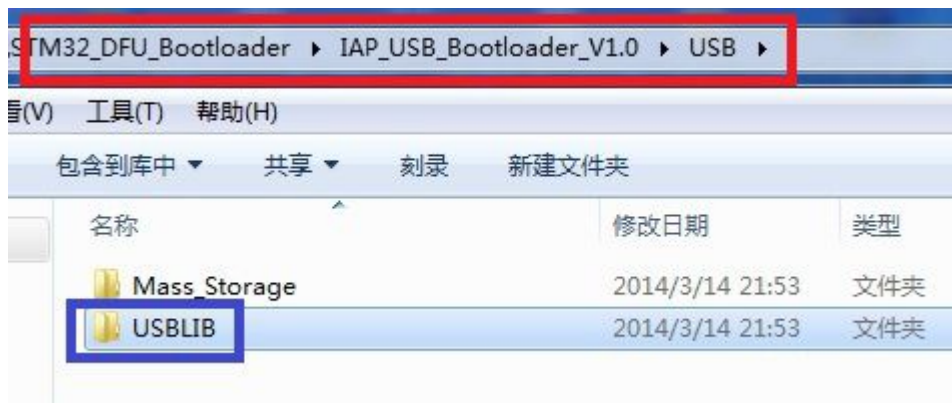 STM32_DFU_Bootloader ▸ IAP_USB_Bootloader_V1.0 ▸ USB ▸
看(V) 工具(T) 帮助(H)
包含到库中 ▼ 共享 ▼ 刻录 新建文件夹
名称 修改日期 类型
Mass_Storage 2014/3/14 21:53 文件夹
USBLIB 2014/3/14 21:53 文件夹